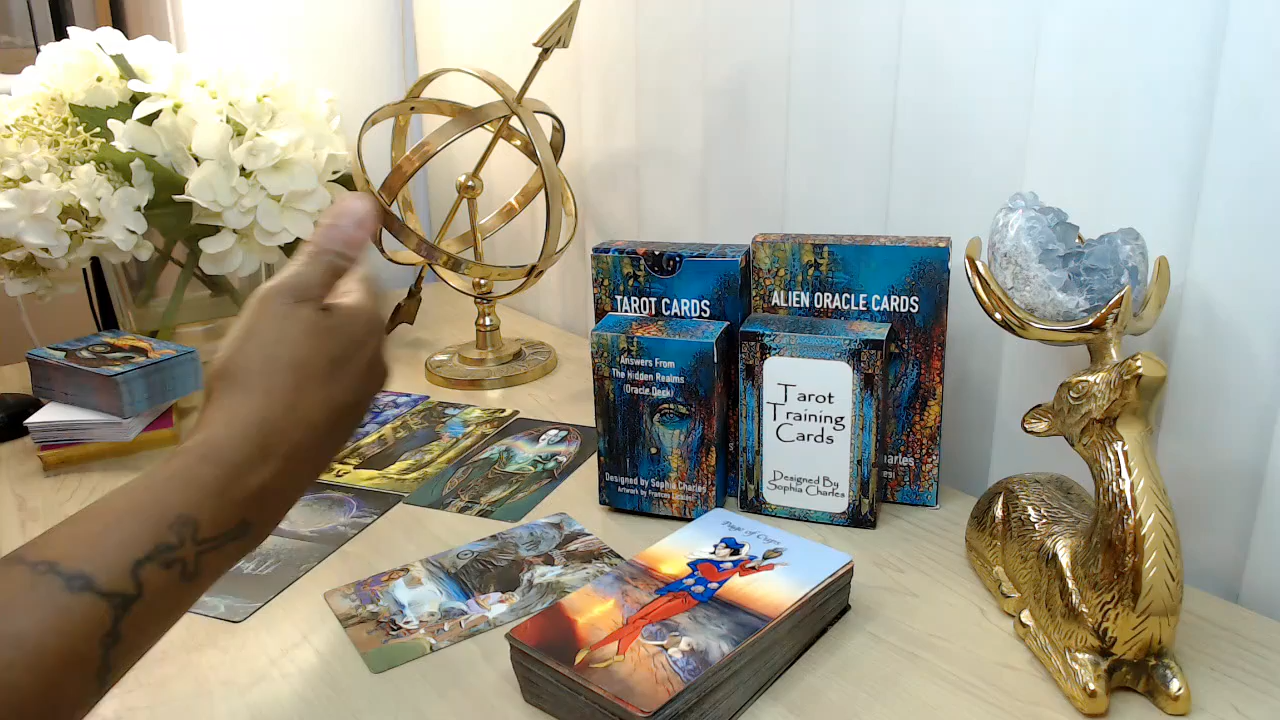 TAROT CARDS
ALIEN ORACLE CARDS
Answers From
The Hidden Realms
(Oracle Deck)
Designed by Sophia Charles
Artwork by Frances
Tarot
Training
Cards
Designed By
Sophia Charles
arles
Page of Cups